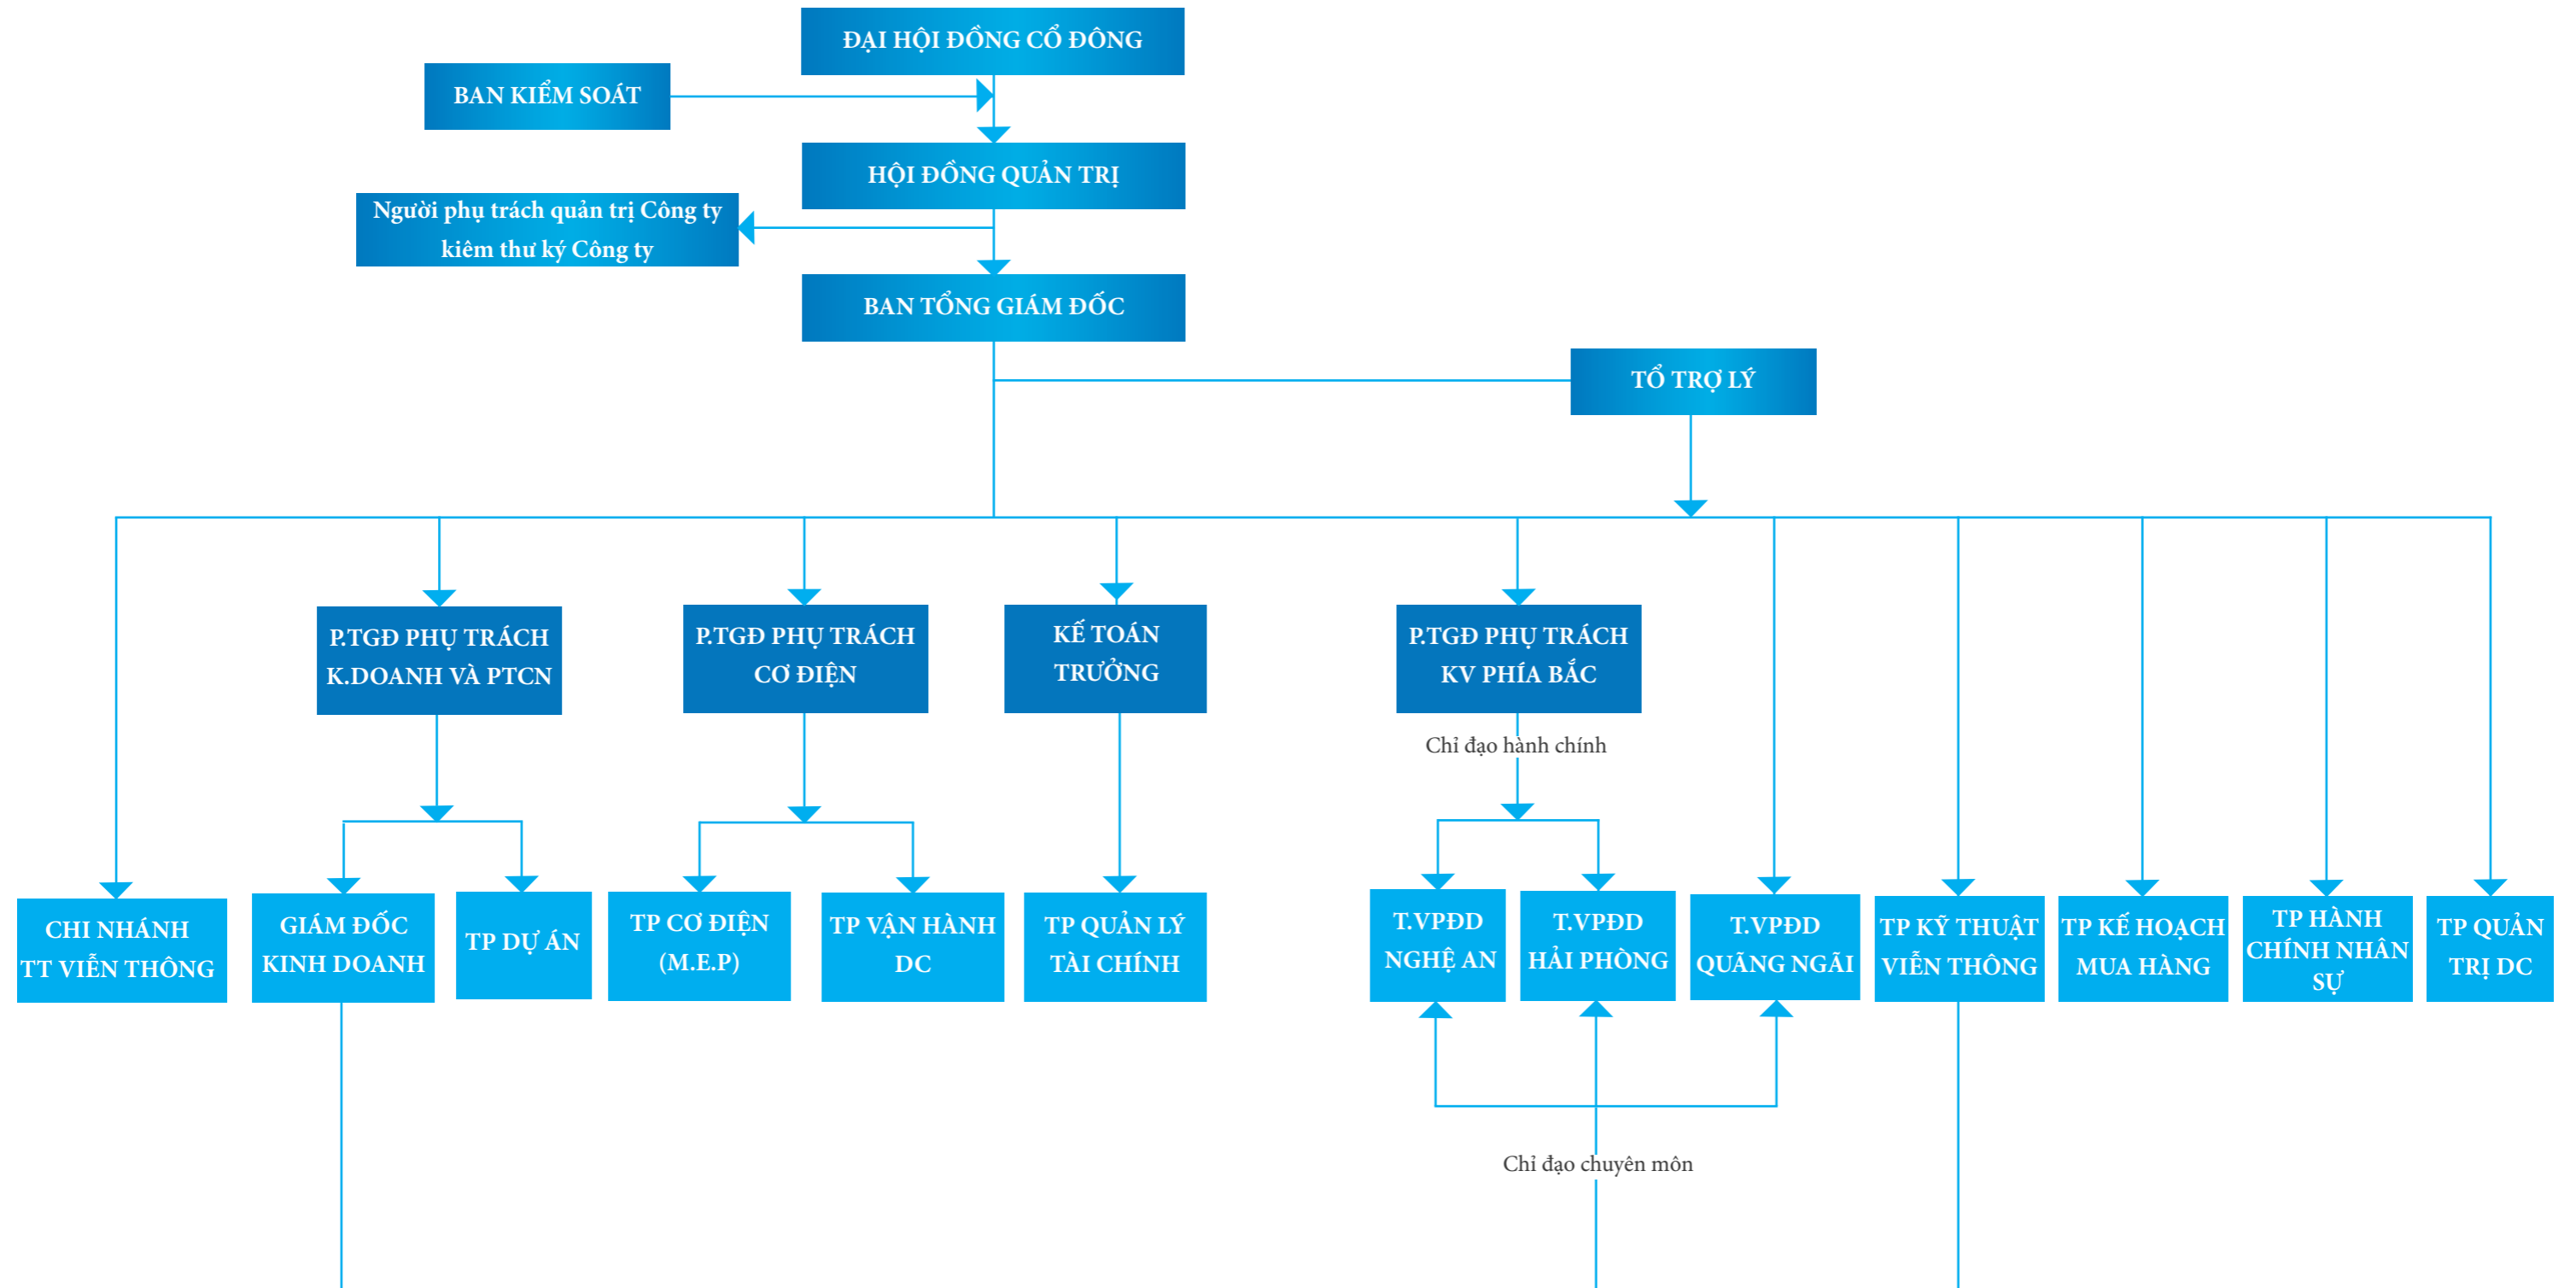 ĐẠI HỘI ĐỒNG CỔ ĐÔNG
BAN KIỂM SOÁT
HỘI ĐỒNG QUẢN TRỊ
Người phụ trách quản trị Công ty
kiêm thư ký Công ty
BAN TỔNG GIÁM ĐỐC
TỔ TRỢ LÝ
P.TGĐ PHỤ TRÁCH
K.DOANH VÀ PTCN
P.TGĐ PHỤ TRÁCH
CƠ ĐIỆN
KẾ TOÁN
TRƯỞNG
P.TGĐ PHỤ TRÁCH
KV PHÍA BẮC
Chỉ đạo hành chính
CHI NHÁNH
TT VIỄN THÔNG
GIÁM ĐỐC
KINH DOANH
TP DỰ ÁN
TP CƠ ĐIỆN
(M.E.P)
TP VẬN HÀNH
DC
TP QUẢN LÝ
TÀI CHÍNH
T.VPĐD
NGHỆ AN
T.VPĐD
HẢI PHÒNG
T.VPĐD
QUÃNG NGÃI
TP KỸ THUẬT
VIỄN THÔNG
TP KẾ HOẠCH
MUA HÀNG
TP HÀNH
CHÍNH NHÂN
SỰ
TP QUẢN
TRỊ DC
Chỉ đạo chuyên môn